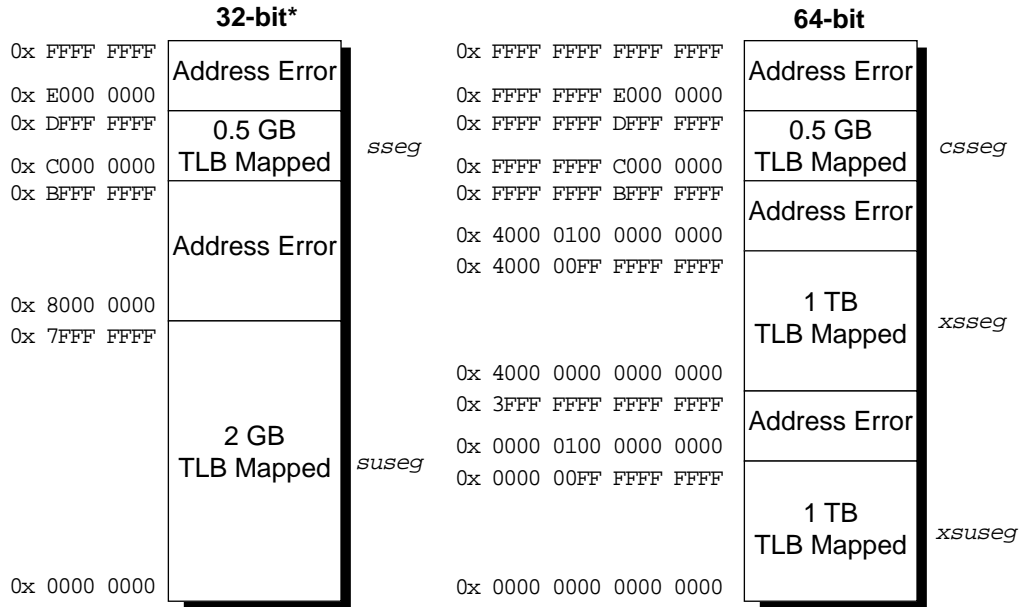 32-bit*
0x FFFF FFFF
Address Error
0x E000 0000
0x DFFF FFFF
0.5 GB
TLB Mapped
sseg
0x C000 0000
0x BFFF FFFF
Address Error
0x 8000 0000
0x 7FFF FFFF
2 GB
TLB Mapped
suseg
0x 0000 0000
64-bit
0x FFFF FFFF FFFF FFFF
Address Error
0x FFFF FFFF E000 0000
0x FFFF FFFF DFFF FFFF
0.5 GB
TLB Mapped
csseg
0x FFFF FFFF C000 0000
0x FFFF FFFF BFFF FFFF
Address Error
0x 4000 0100 0000 0000
0x 4000 00FF FFFF FFFF
1 TB
TLB Mapped
xsseg
0x 4000 0000 0000 0000
0x 3FFF FFFF FFFF FFFF
Address Error
0x 0000 0100 0000 0000
0x 0000 00FF FFFF FFFF
1 TB
TLB Mapped
xsuseg
0x 0000 0000 0000 0000